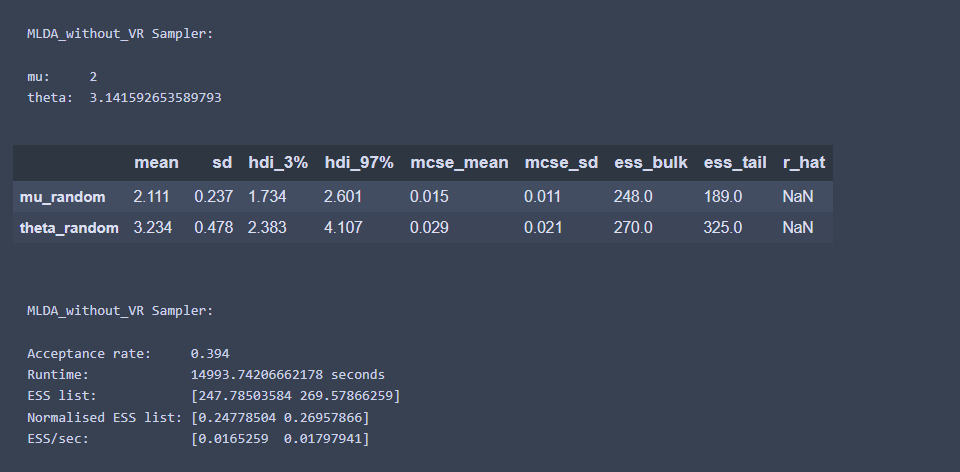 MLDA_without_VR Sampler:
mu: 2
theta: 3.141592653589793
mean sd hdi_3% hdi_97% mcse_mean mcse_sd ess_bulk ess_tail r_hat
mu_random 2.111 0.237 1.734 2.601 0.015 0.011 248.0 189.0 NaN
theta_random 3.234 0.478 2.383 4.107 0.029 0.021 270.0 325.0 NaN
MLDA_without_VR Sampler:
Acceptance rate: 0.394
Runtime: 14993.74206662178 seconds
ESS list: [247.78503584 269.57866259]
Normalised ESS list: [0.24778504 0.26957866]
ESS/sec: [0.0165259 0.01797941]